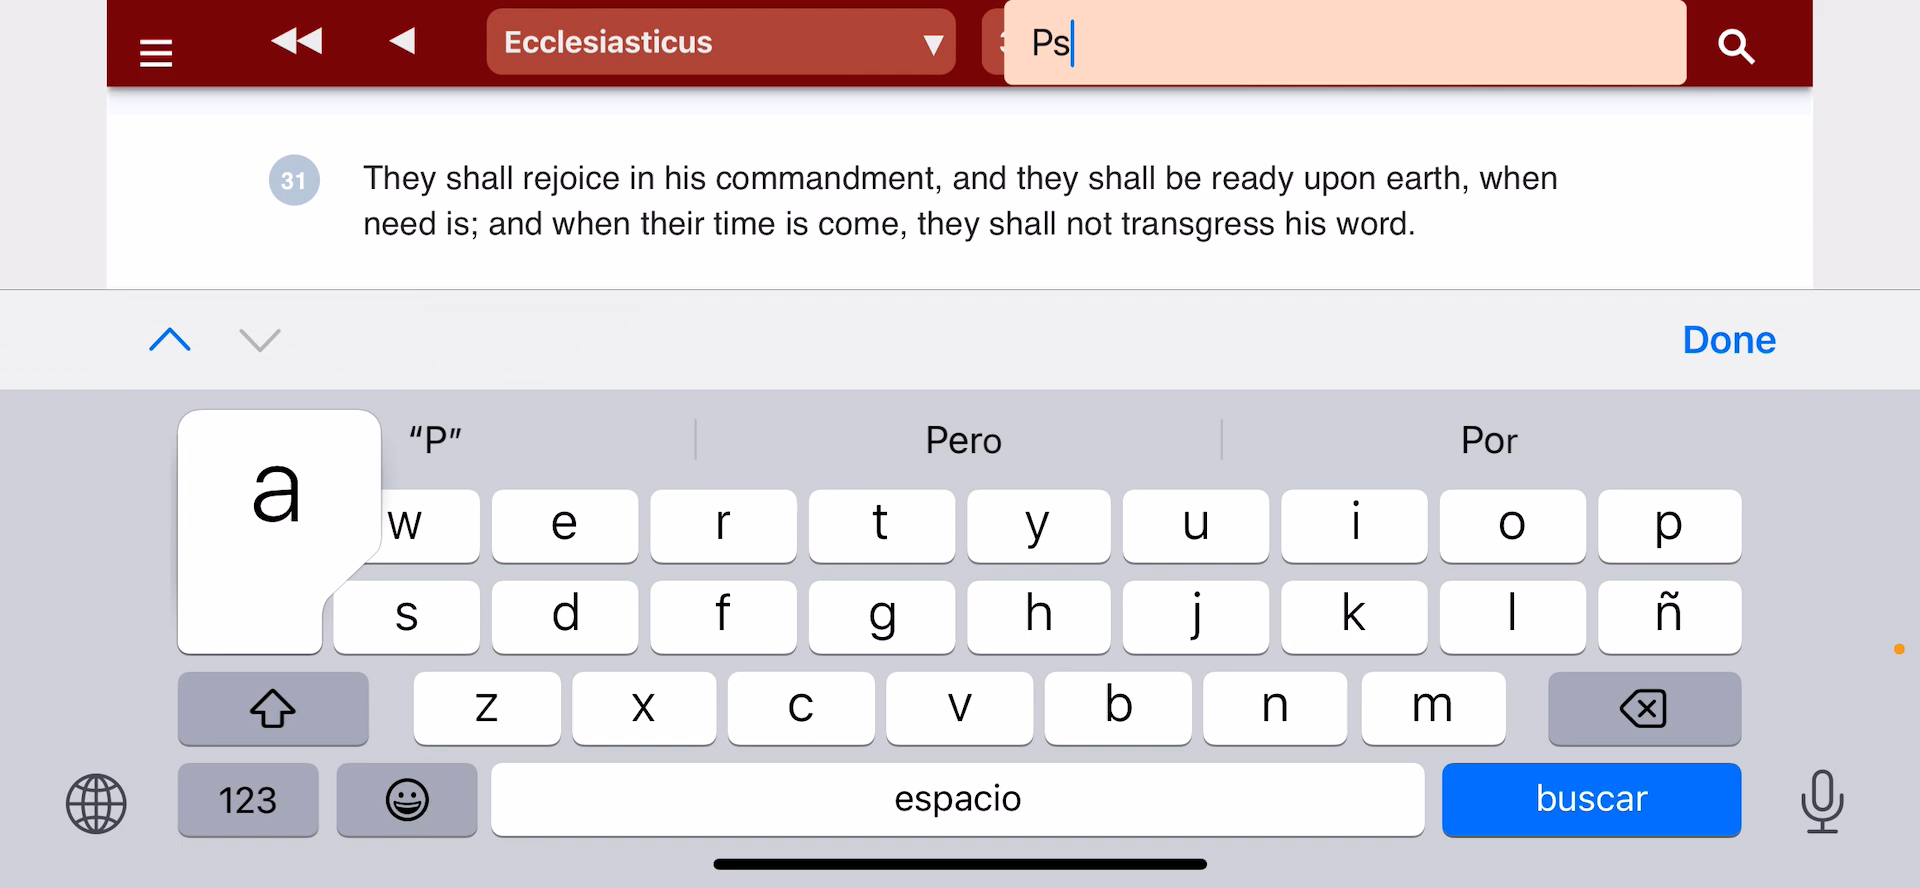 Ecclesiasticus ▼
Ps
31 They shall rejoice in his commandment, and they shall be ready upon earth, when
need is; and when their time is come, they shall not transgress his word.
Done
“P” Pero Por
a
w e r t y u i o p
s d f g h j k l ñ
z x c v b n m
123 espacio buscar